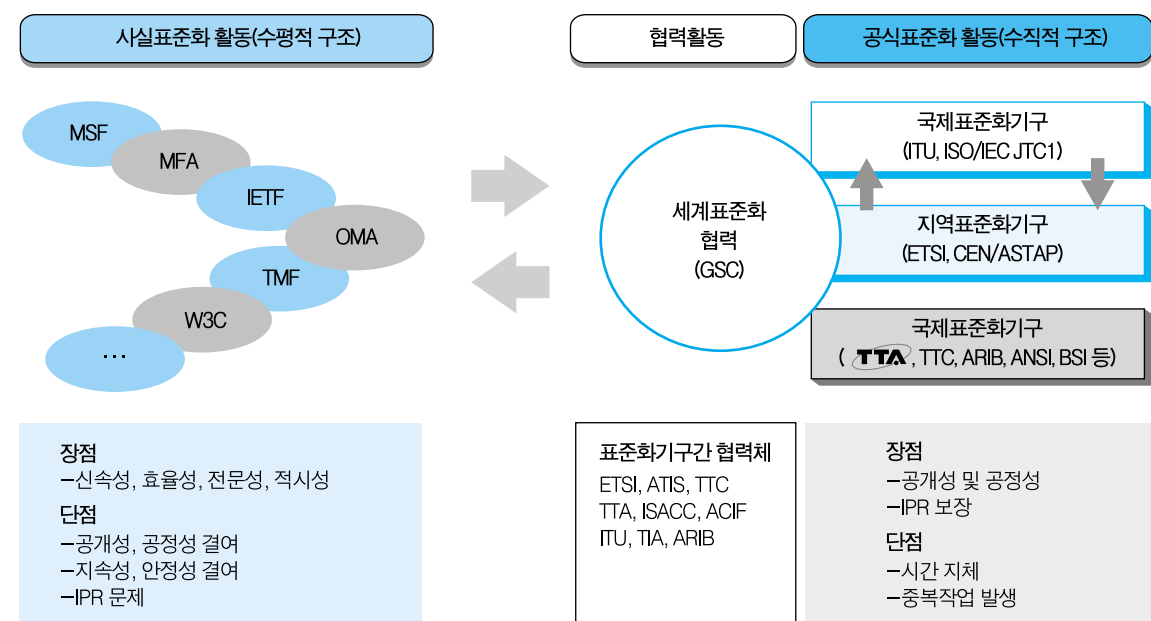 사실표준화 활동(수평적 구조)
협력활동
공식표준화 활동(수직적 구조)
MSF
MFA
IETF
OMA
TMF
W3C
...
세계표준화
협력
(GSC)
국제표준화기구
(ITU, ISO/IEC JTC1)
지역표준화기구
(ETSI, CEN/ASTAP)
국제표준화기구
( TTA, TTC, ARIB, ANSI, BSI 등)
장점
–신속성, 효율성, 전문성, 적시성
단점
–공개성, 공정성 결여
–지속성, 안정성 결여
–IPR 문제
표준화기구간 협력체
ETSI, ATIS, TTC
TTA, ISACC, ACIF
ITU, TIA, ARIB
장점
–공개성 및 공정성
–IPR 보장
단점
–시간 지체
–중복작업 발생